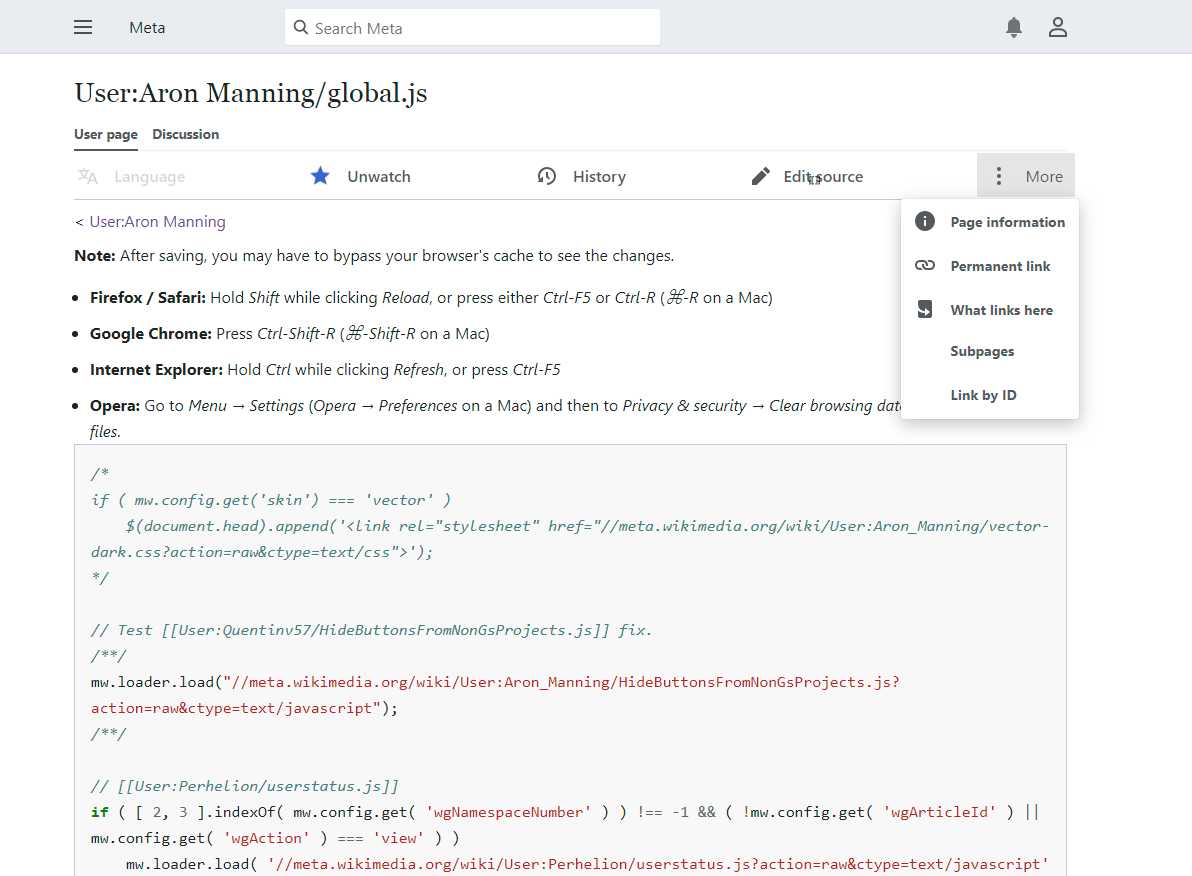 Meta
Search Meta
User:Aron Manning/global.js
User page Discussion
Language Unwatch History Edit source More
Page information
Permanent link
What links here
Subpages
Link by ID
< User:Aron Manning
Note: After saving, you may have to bypass your browser's cache to see the changes.
• Firefox / Safari: Hold Shift while clicking Reload, or press either Ctrl-F5 or Ctrl-R (⌘-R on a Mac)
• Google Chrome: Press Ctrl-Shift-R (⌘-Shift-R on a Mac)
• Internet Explorer: Hold Ctrl while clicking Refresh, or press Ctrl-F5
• Opera: Go to Menu → Settings (Opera → Preferences on a Mac) and then to Privacy & security → Clear browsing data
files.
/*
if ( mw.config.get('skin') === 'vector' )
    $(document.head).append('<link rel="stylesheet" href="//meta.wikimedia.org/wiki/User:Aron_Manning/vector-
dark.css?action=raw&ctype=text/css">');
*/
// Test [[User:Quentinv57/HideButtonsFromNonGsProjects.js]] fix.
/**/
mw.loader.load("//meta.wikimedia.org/wiki/User:Aron_Manning/HideButtonsFromNonGsProjects.js?
action=raw&ctype=text/javascript");
/**/
// [[User:Perhelion/userstatus.js]]
if ( [ 2, 3 ].indexOf( mw.config.get( 'wgNamespaceNumber' ) ) !== -1 && ( !mw.config.get( 'wgArticleId' ) ||
mw.config.get( 'wgAction' ) === 'view' ) )
    mw.loader.load( '//meta.wikimedia.org/wiki/User:Perhelion/userstatus.js?action=raw&ctype=text/javascript'